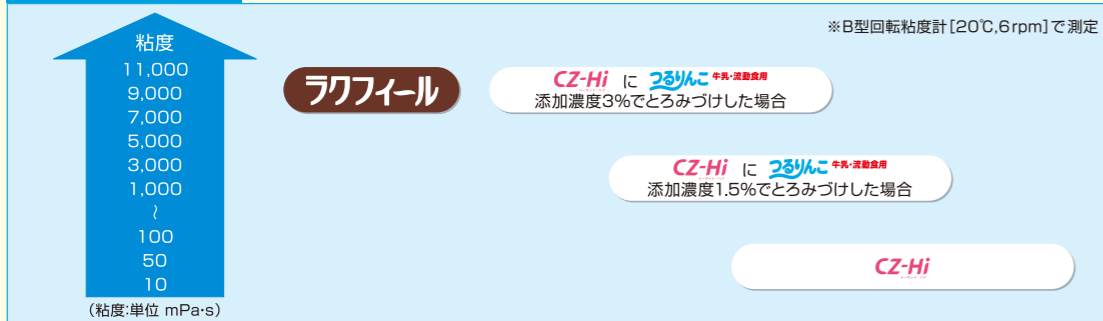 ※B型回転粘度計[20℃,6rpm]で測定
粘度
11,000
9,000
7,000
5,000
3,000
1,000
～
100
50
10
(粘度:単位 mPa・s)
ラクフィール
CZ-Hi に つるりんこ 牛乳・流動食用
添加濃度3%でとろみづけした場合
CZ-Hi に つるりんこ 牛乳・流動食用
添加濃度1.5%でとろみづけした場合
CZ-Hi